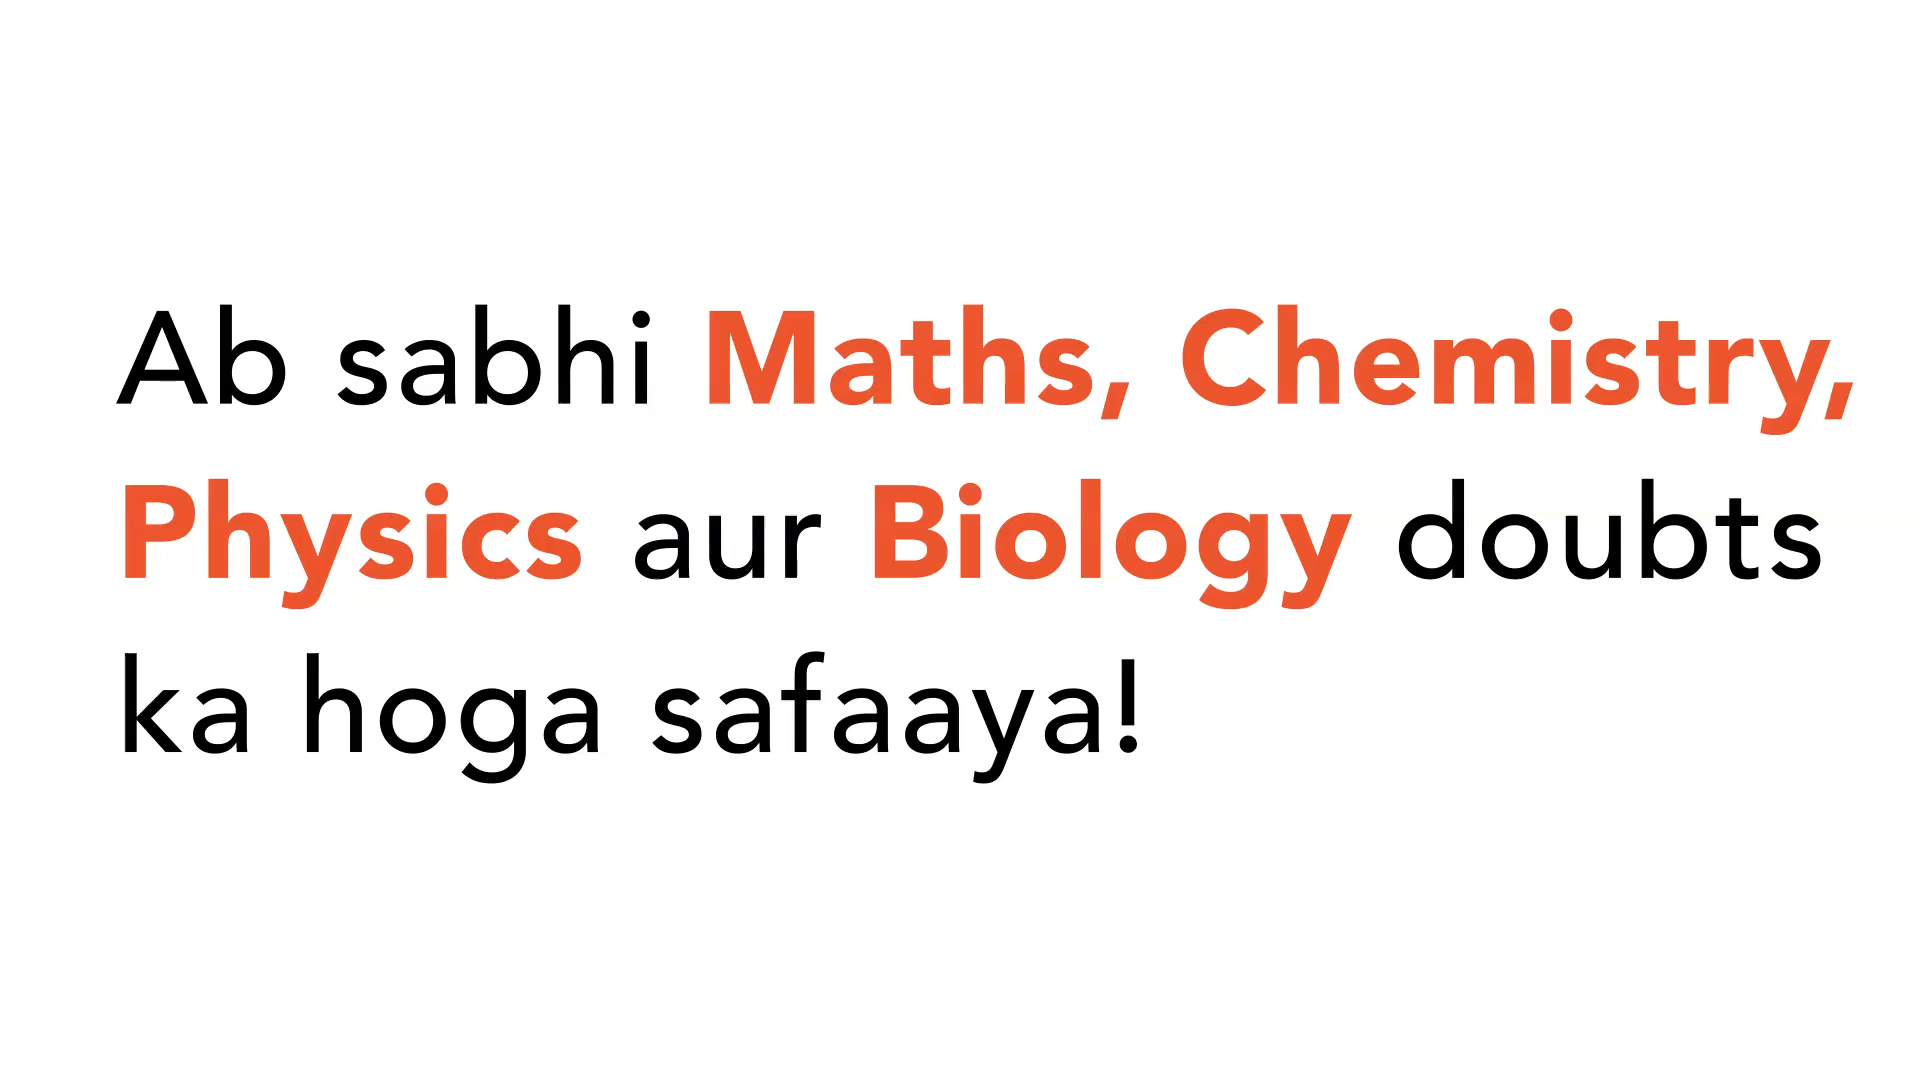 Ab sabhi Maths, Chemistry,
Physics aur Biology doubts
ka hoga safaaya!